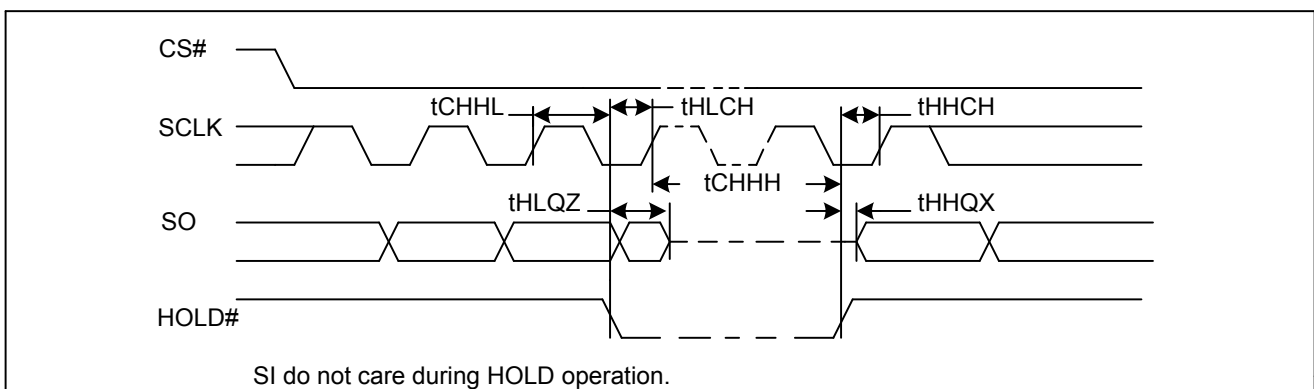 CS#
tCHHL
tHLCH
tHHCH
SCLK
tCHHH
tHLQZ
tHHQX
SO
HOLD#
SI do not care during HOLD operation.